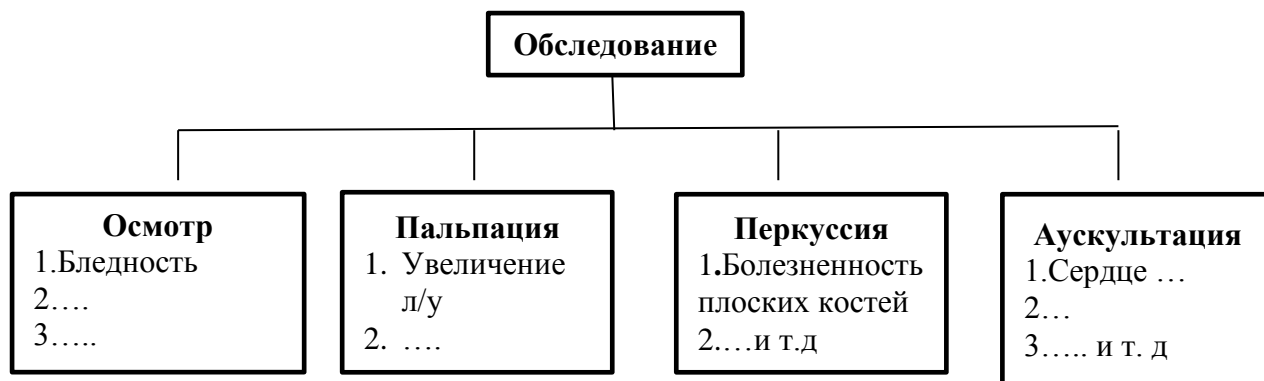 Обследование
Осмотр
1.Бледность
2….
3…..
Пальпация
1. Увеличение
л/у
2. ….
Перкуссия
1.Болезненность
плоских костей
2.…и т.д
Аускультация
1.Сердце …
2…
3….. и т. д